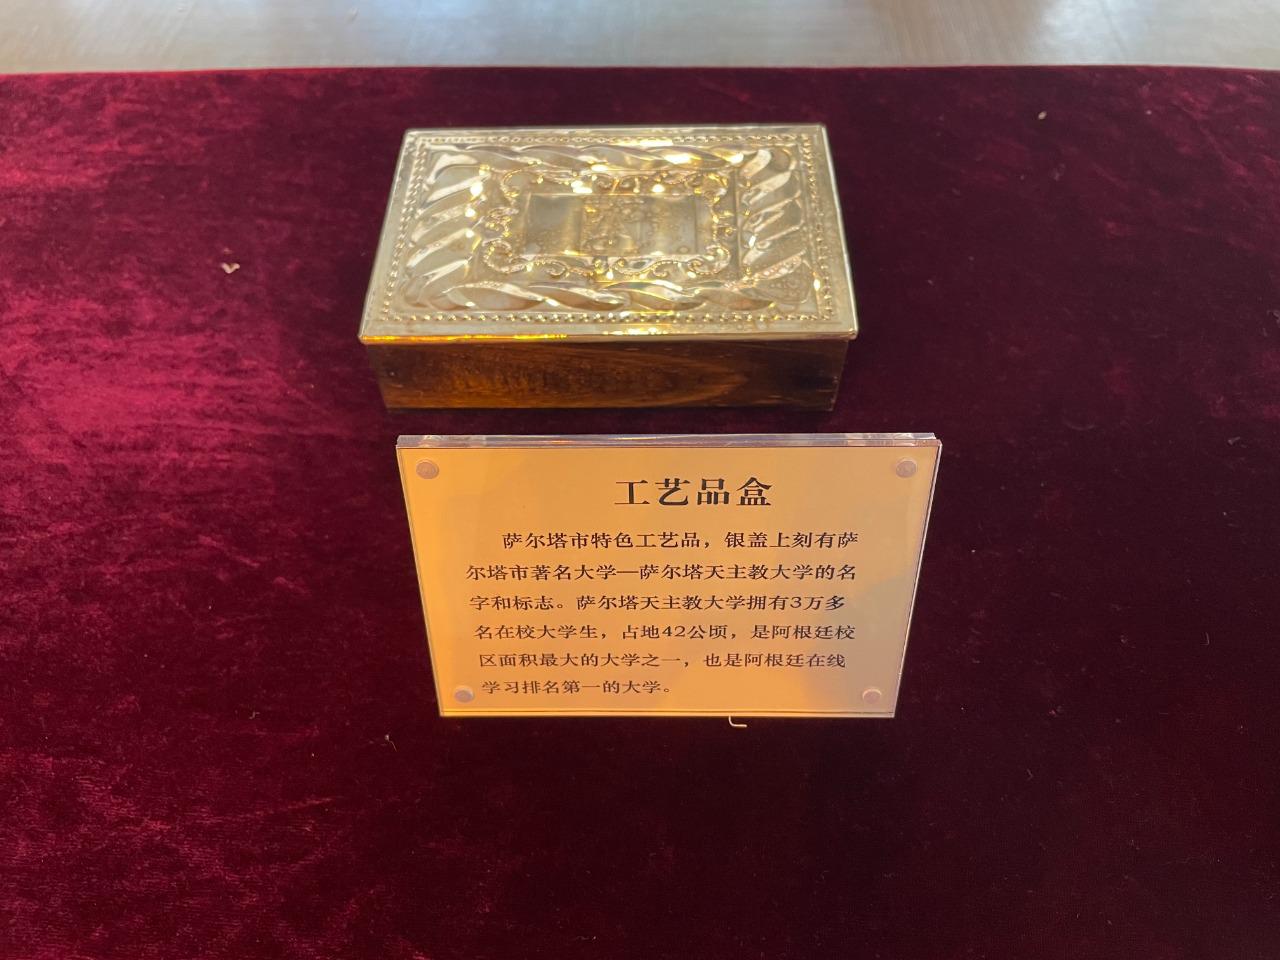 工艺品盒
萨尔塔市特色工艺品，银盖上刻有萨
尔塔市著名大学—萨尔塔天主教大学的名
字和标志。萨尔塔天主教大学拥有3万多
名在校大学生，占地42公顷，是阿根廷校
区面积最大的大学之一，也是阿根廷在线
学习排名第一的大学。